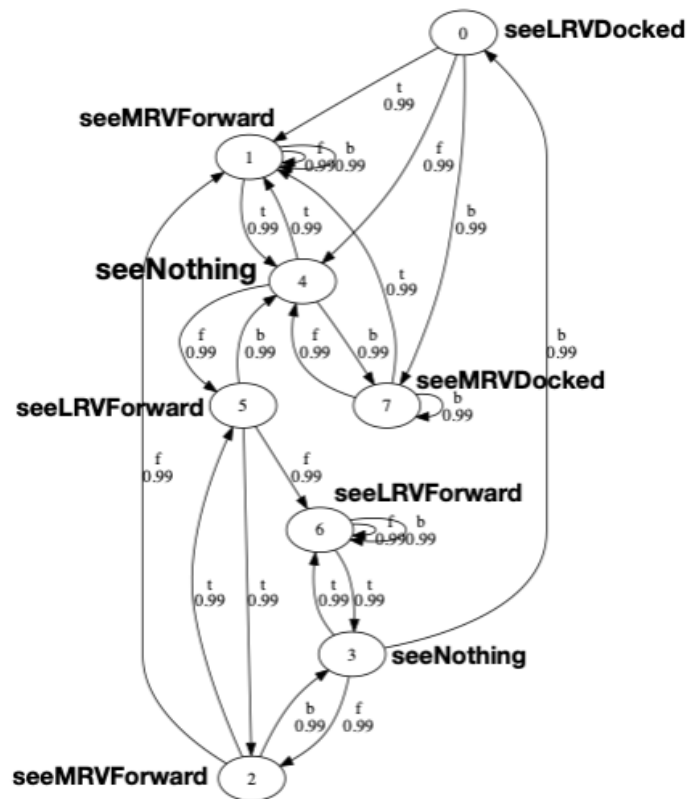 0 seeLRVDocked
t
0.99
seeMRVForward
f
0.99
1
f b
0.99 0.99
b
0.99
t t
0.99 0.99
seeNothing
4
t
0.99
f b f b
0.99 0.99 0.99 0.99
b
0.99
seeMRVDocked
seeLRVForward 5
7
b
0.99
f
0.99
f
0.99
seeLRVForward
6
f b
0.99 0.99
t t t t
0.99 0.99 0.99 0.99
3 seeNothing
b f
0.99 0.99
seeMRVForward 2